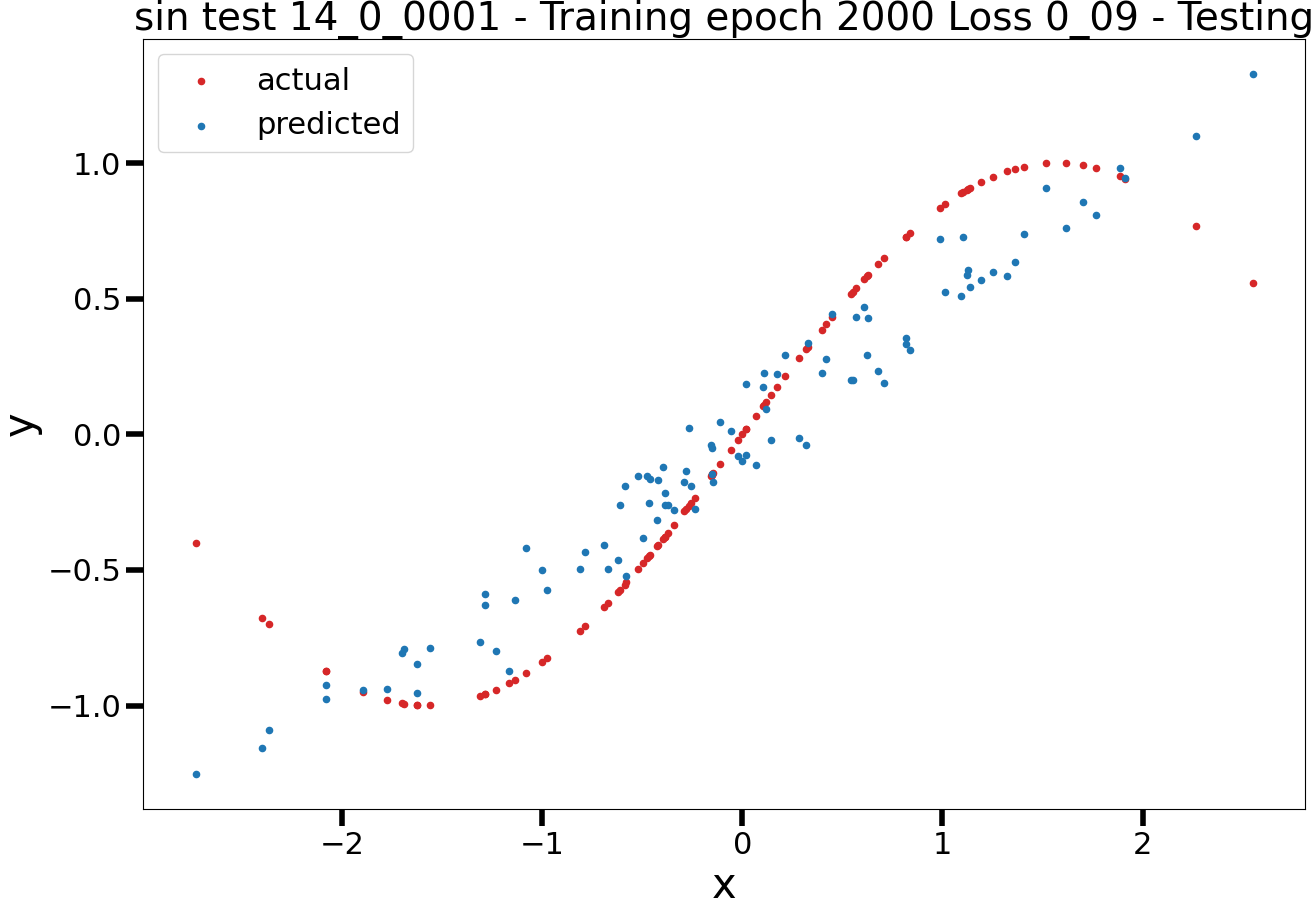 sin test 14_0_0001 - Training epoch 2000 Loss 0_09 - Testing
actual
predicted
1.0
0.5
0.0
−0.5
−1.0
y
−2
−1
0
1
2
x